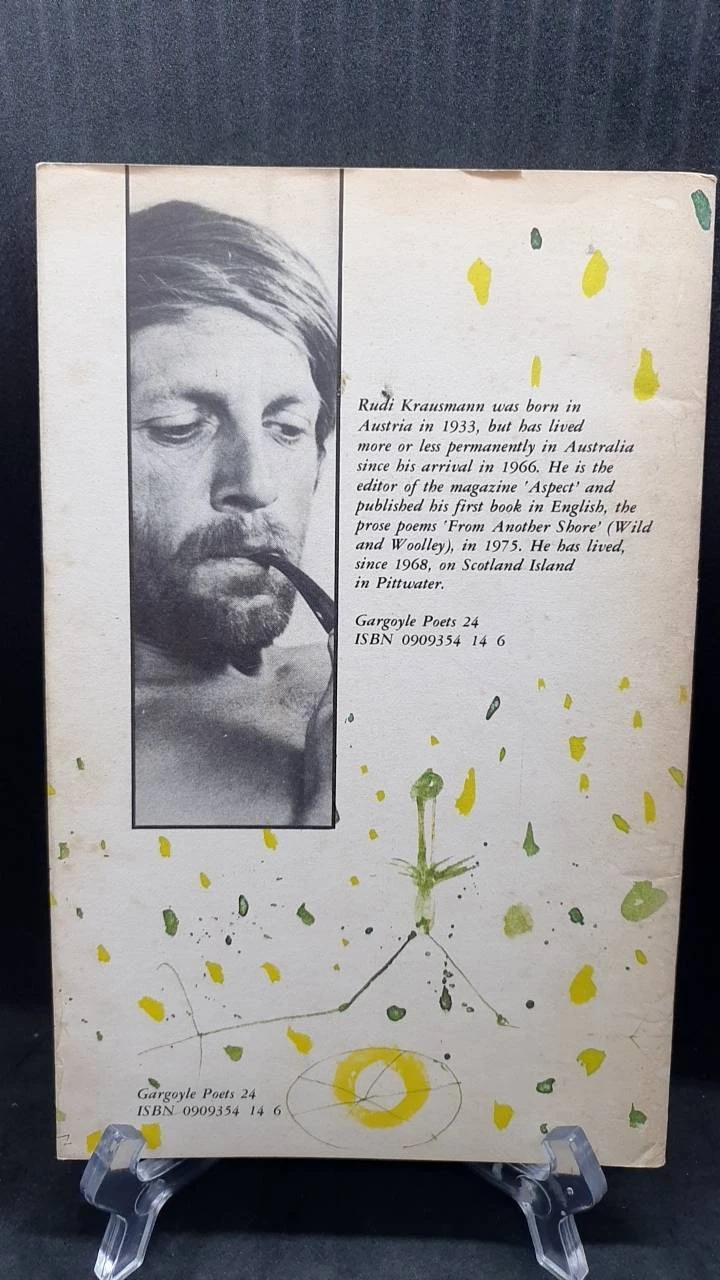 Rudi Krausmann was born in
Austria in 1933, but has lived
more or less permanently in Australia
since his arrival in 1966. He is the
editor of the magazine 'Aspect' and
published his first book in English, the
prose poems 'From Another Shore' (Wild
and Woolley), in 1975. He has lived,
since 1968, on Scotland Island
in Pittwater.
Gargoyle Poets 24
ISBN 0909354 14 6
Gargoyle Poets 24
ISBN 0909354 14 6